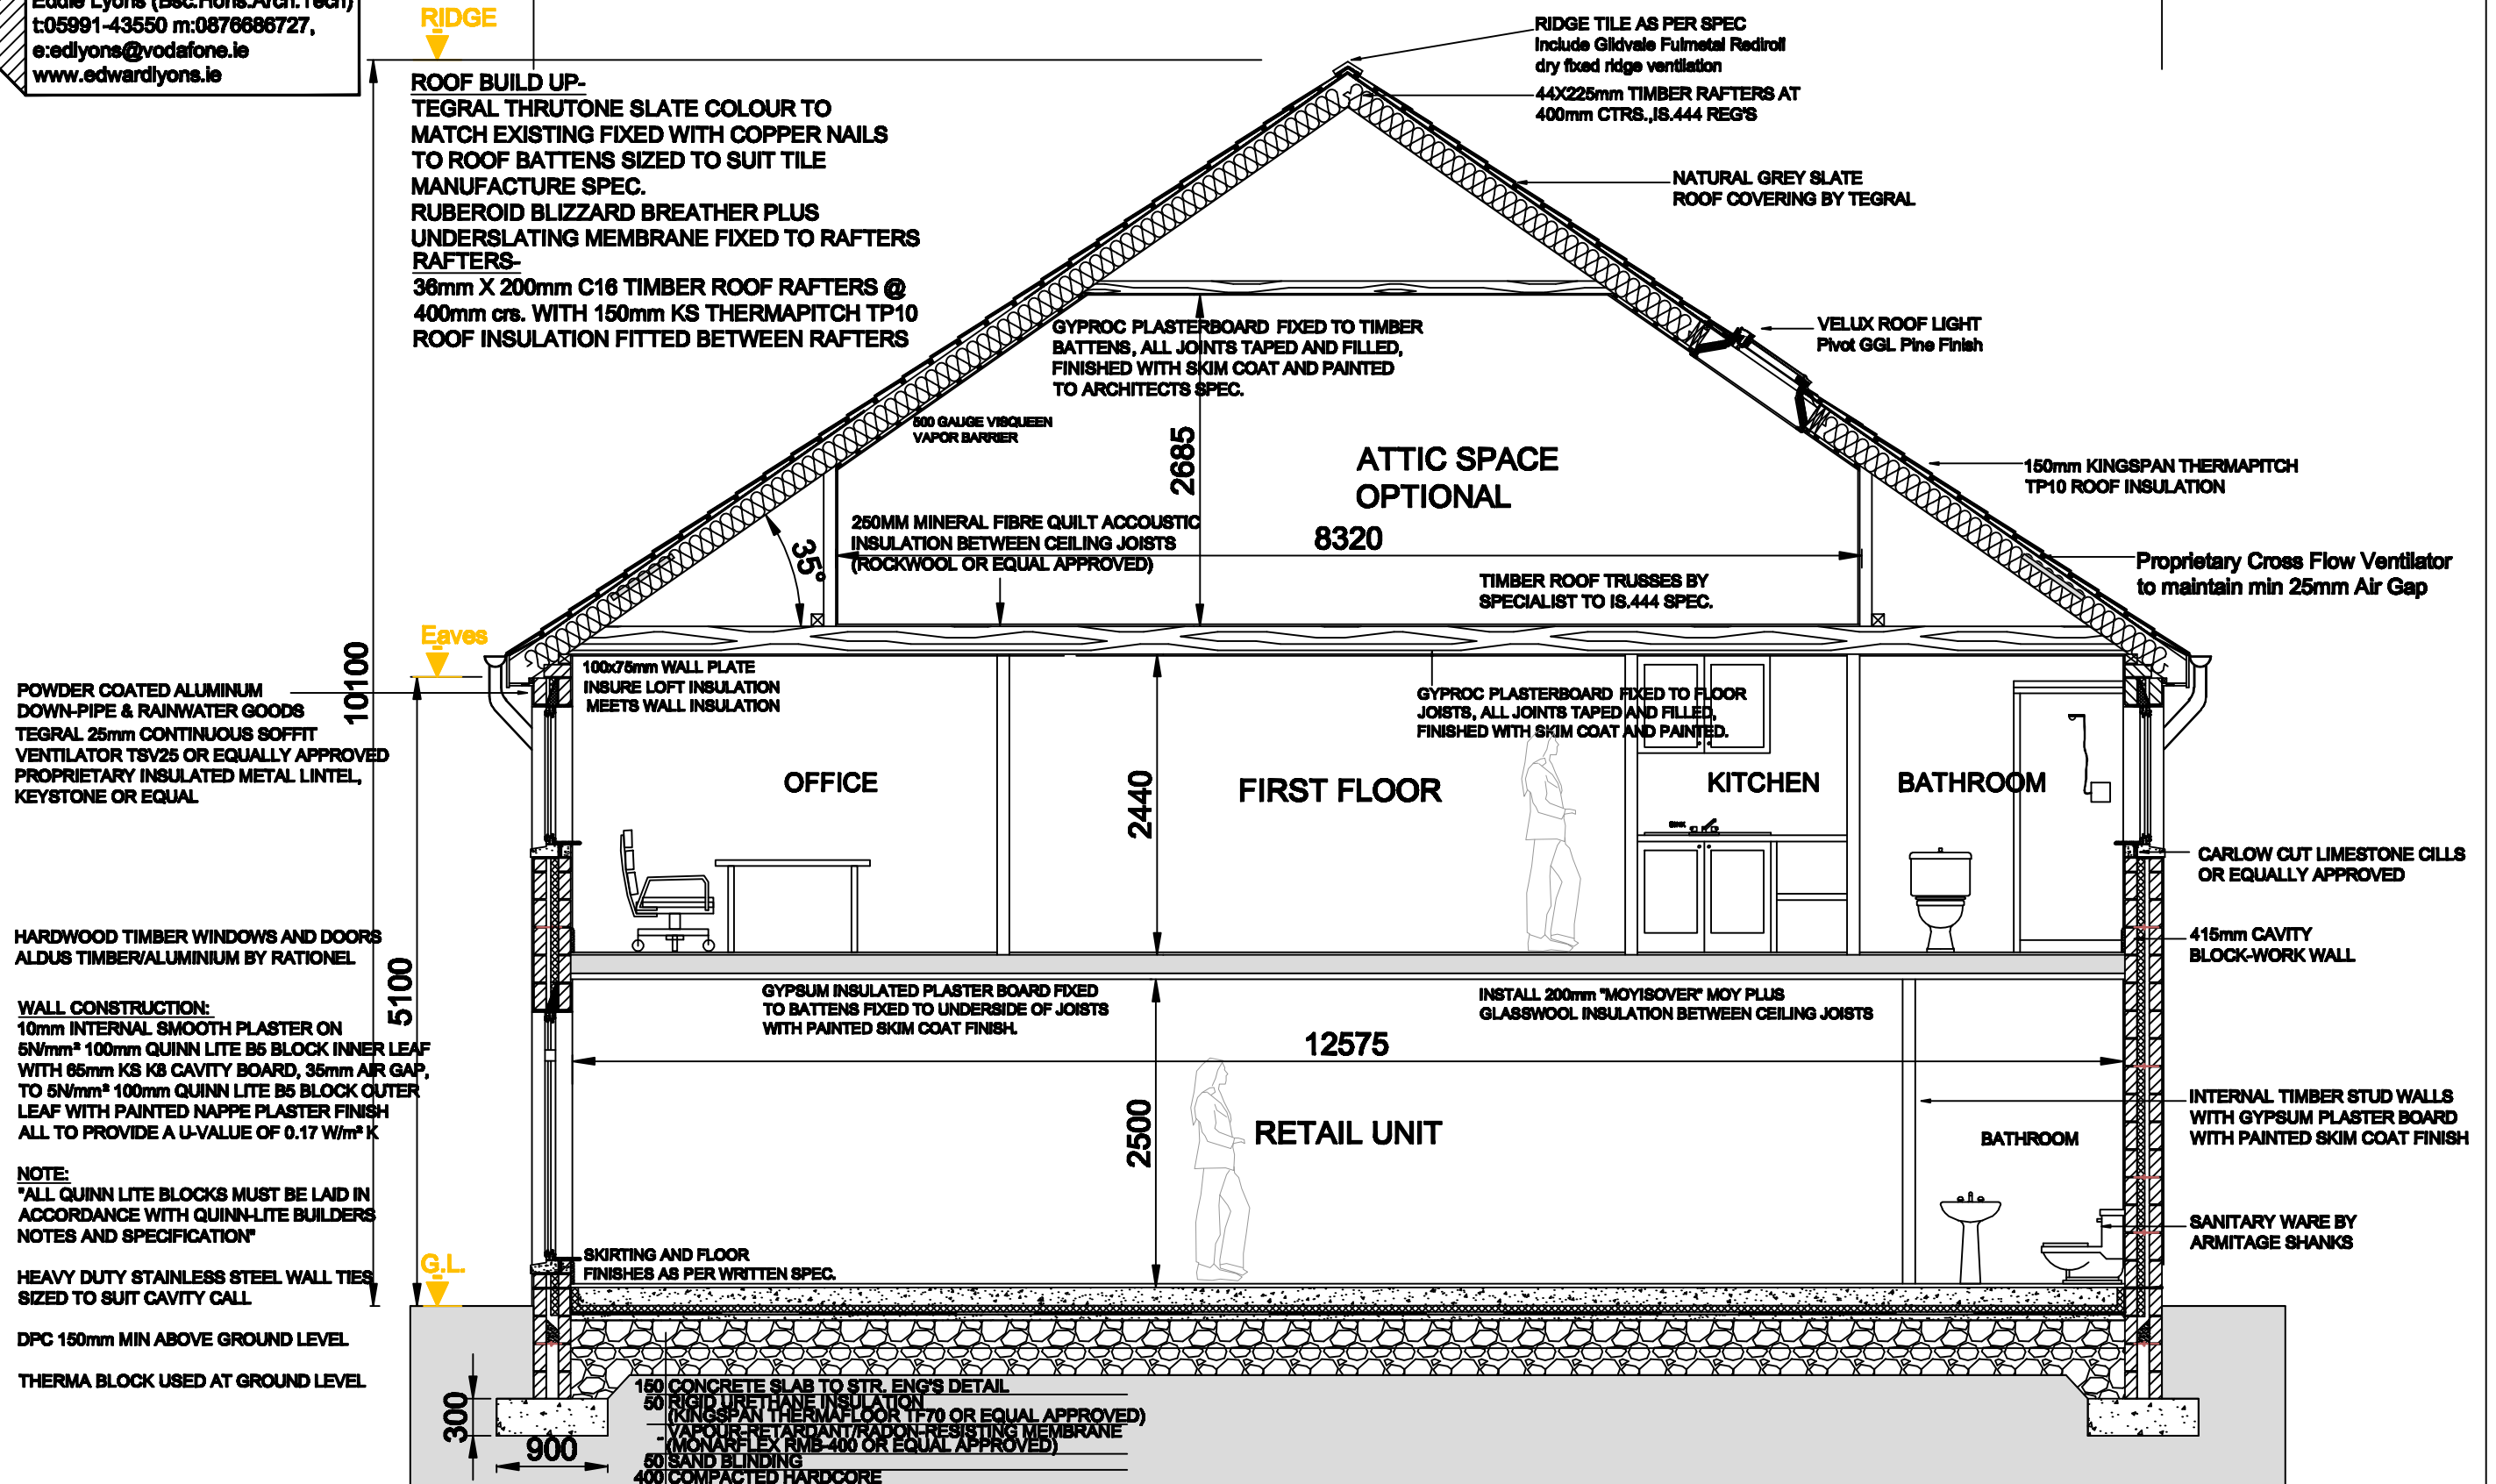 Eddie Lyons (Bsc.Hons.Arch.Tech)
t:05991-43550 m:0876686727,
e:edlyons@vodafone.ie
www.edwardlyons.ie
RIDGE
ROOF BUILD UP-
TEGRAL THRUTONE SLATE COLOUR TO
MATCH EXISTING FIXED WITH COPPER NAILS
TO ROOF BATTENS SIZED TO SUIT TILE
MANUFACTURE SPEC.
RUBEROID BLIZZARD BREATHER PLUS
UNDERSLATING MEMBRANE FIXED TO RAFTERS
RAFTERS-
36mm X 200mm C16 TIMBER ROOF RAFTERS @
400mm crs. WITH 150mm KS THERMAPITCH TP10
ROOF INSULATION FITTED BETWEEN RAFTERS
RIDGE TILE AS PER SPEC
Include Glidvale Fulmetal Rediroll
dry fixed ridge ventilation
44X225mm TIMBER RAFTERS AT
400mm CTRS.,IS.444 REG'S
NATURAL GREY SLATE
ROOF COVERING BY TEGRAL
VELUX ROOF LIGHT
Pivot GGL Pine Finish
GYPROC PLASTERBOARD FIXED TO TIMBER
BATTENS, ALL JOINTS TAPED AND FILLED,
FINISHED WITH SKIM COAT AND PAINTED
TO ARCHITECTS SPEC.
500 GAUGE VISQUEEN
VAPOR BARRIER
2685
ATTIC SPACE
OPTIONAL
8320
150mm KINGSPAN THERMAPITCH
TP10 ROOF INSULATION
250MM MINERAL FIBRE QUILT ACCOUSTIC
INSULATION BETWEEN CEILING JOISTS
(ROCKWOOL OR EQUAL APPROVED)
35°
TIMBER ROOF TRUSSES BY
SPECIALIST TO IS.444 SPEC.
Proprietary Cross Flow Ventilator
to maintain min 25mm Air Gap
Eaves
10100
100x75mm WALL PLATE
INSURE LOFT INSULATION
MEETS WALL INSULATION
POWDER COATED ALUMINUM
DOWN-PIPE & RAINWATER GOODS
TEGRAL 25mm CONTINUOUS SOFFIT
VENTILATOR TSV25 OR EQUALLY APPROVED
PROPRIETARY INSULATED METAL LINTEL,
KEYSTONE OR EQUAL
GYPROC PLASTERBOARD FIXED TO FLOOR
JOISTS, ALL JOINTS TAPED AND FILLED,
FINISHED WITH SKIM COAT AND PAINTED.
OFFICE
2440
FIRST FLOOR
KITCHEN
BATHROOM
SINK
CARLOW CUT LIMESTONE CILLS
OR EQUALLY APPROVED
415mm CAVITY
BLOCK-WORK WALL
HARDWOOD TIMBER WINDOWS AND DOORS
ALDUS TIMBER/ALUMINIUM BY RATIONEL
5100
WALL CONSTRUCTION:
10mm INTERNAL SMOOTH PLASTER ON
5N/mm² 100mm QUINN LITE B5 BLOCK INNER LEAF
WITH 65mm KS K8 CAVITY BOARD, 35mm AIR GAP,
TO 5N/mm² 100mm QUINN LITE B5 BLOCK OUTER
LEAF WITH PAINTED NAPPE PLASTER FINISH
ALL TO PROVIDE A U-VALUE OF 0.17 W/m² K
GYPSUM INSULATED PLASTER BOARD FIXED
TO BATTENS FIXED TO UNDERSIDE OF JOISTS
WITH PAINTED SKIM COAT FINISH.
INSTALL 200mm "MOYISOVER" MOY PLUS
GLASSWOOL INSULATION BETWEEN CEILING JOISTS
12575
2500
RETAIL UNIT
BATHROOM
INTERNAL TIMBER STUD WALLS
WITH GYPSUM PLASTER BOARD
WITH PAINTED SKIM COAT FINISH
SANITARY WARE BY
ARMITAGE SHANKS
NOTE:
"ALL QUINN LITE BLOCKS MUST BE LAID IN
ACCORDANCE WITH QUINN-LITE BUILDERS
NOTES AND SPECIFICATION"
G.L.
SKIRTING AND FLOOR
FINISHES AS PER WRITTEN SPEC.
HEAVY DUTY STAINLESS STEEL WALL TIES
SIZED TO SUIT CAVITY CALL
DPC 150mm MIN ABOVE GROUND LEVEL
THERMA BLOCK USED AT GROUND LEVEL
300
900
150 CONCRETE SLAB TO STR. ENG'S DETAIL
50 RIGID URETHANE INSULATION
(KINGSPAN THERMAFLOOR TF70 OR EQUAL APPROVED)
- VAPOUR-RETARDANT/RADON-RESISTING MEMBRANE
(MONARFLEX RMB-400 OR EQUAL APPROVED)
50 SAND BLINDING
400 COMPACTED HARDCORE